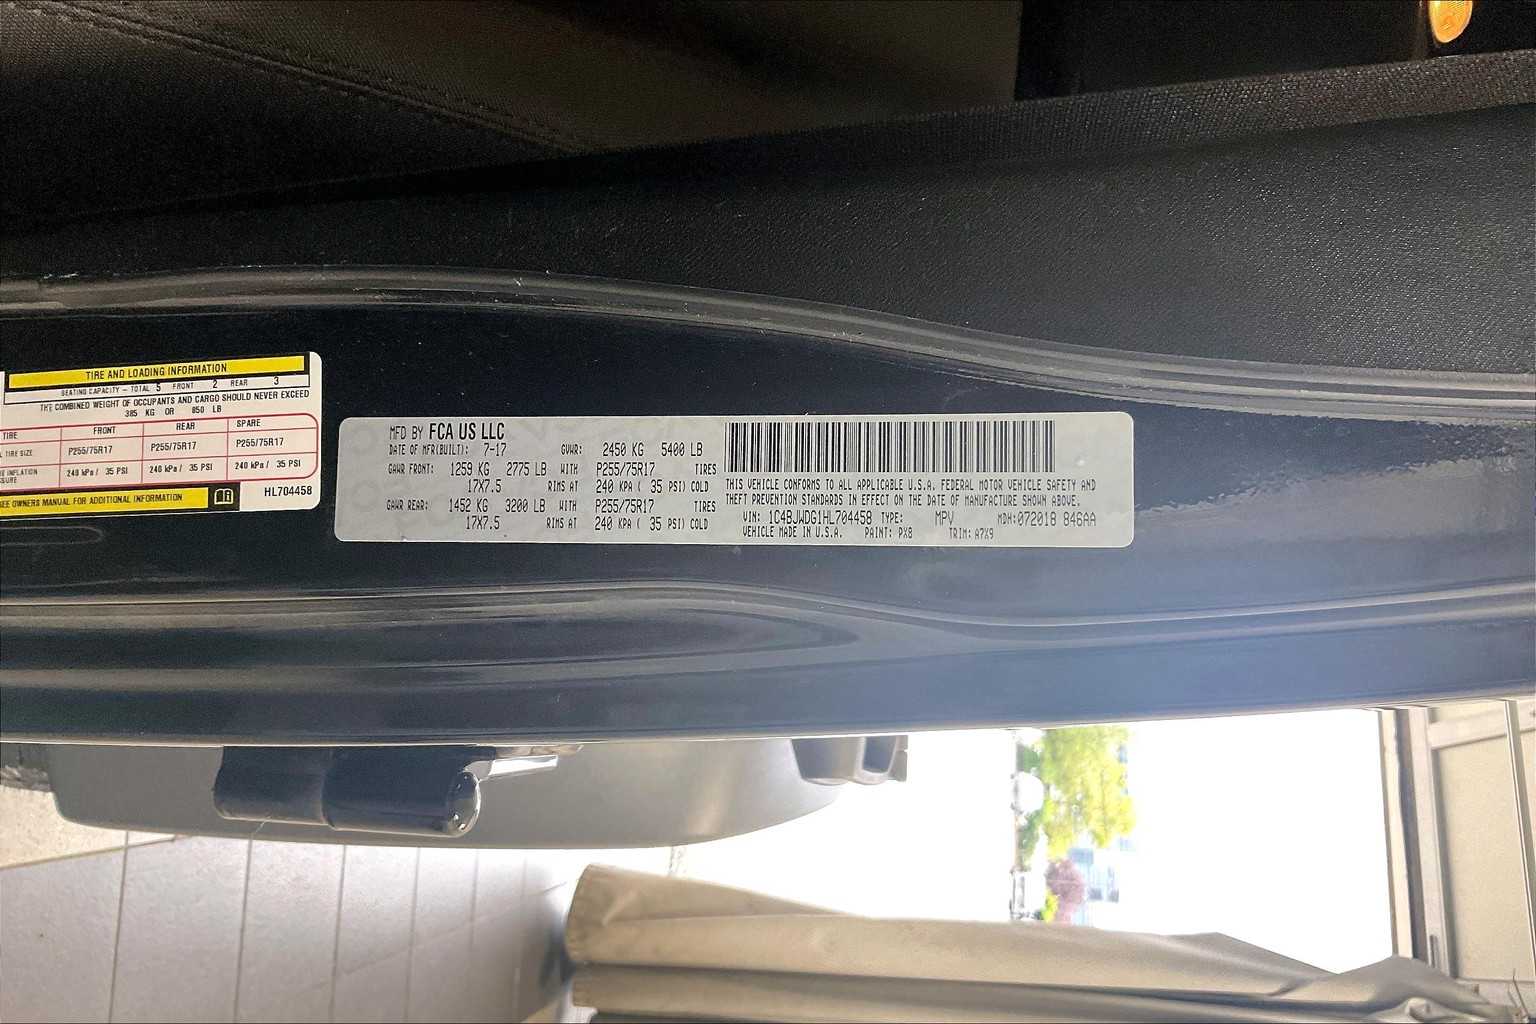 TIRE AND LOADING INFORMATION
SEATING CAPACITY - TOTAL 5 FRONT 2 REAR 3
THE COMBINED WEIGHT OF OCCUPANTS AND CARGO SHOULD NEVER EXCEED
385 KG OR 850 LB
TIRE FRONT REAR SPARE
TIRE SIZE P255/75R17 P255/75R17 P255/75R17
INFLATION 240 kPa / 35 PSI 240 kPa / 35 PSI 240 kPa / 35 PSI
SEE OWNERS MANUAL FOR ADDITIONAL INFORMATION
HL704458
MFD BY FCA US LLC
DATE OF MFR(BUILT): 7-17 GVWR: 2450 KG 5400 LB
GAWR FRONT: 1259 KG 2775 LB WITH P255/75R17 TIRES
17X7.5 RIMS AT 240 KPA ( 35 PSI) COLD
GAWR REAR: 1452 KG 3200 LB WITH P255/75R17 TIRES
17X7.5 RIMS AT 240 KPA ( 35 PSI) COLD
THIS VEHICLE CONFORMS TO ALL APPLICABLE U.S.A. FEDERAL MOTOR VEHICLE SAFETY AND
THEFT PREVENTION STANDARDS IN EFFECT ON THE DATE OF MANUFACTURE SHOWN ABOVE.
VIN: 1C4BJWDG1HL704458 TYPE: MPV MDH:072018 846AA
VEHICLE MADE IN U.S.A. PAINT: PX8 TRIM: A7X9